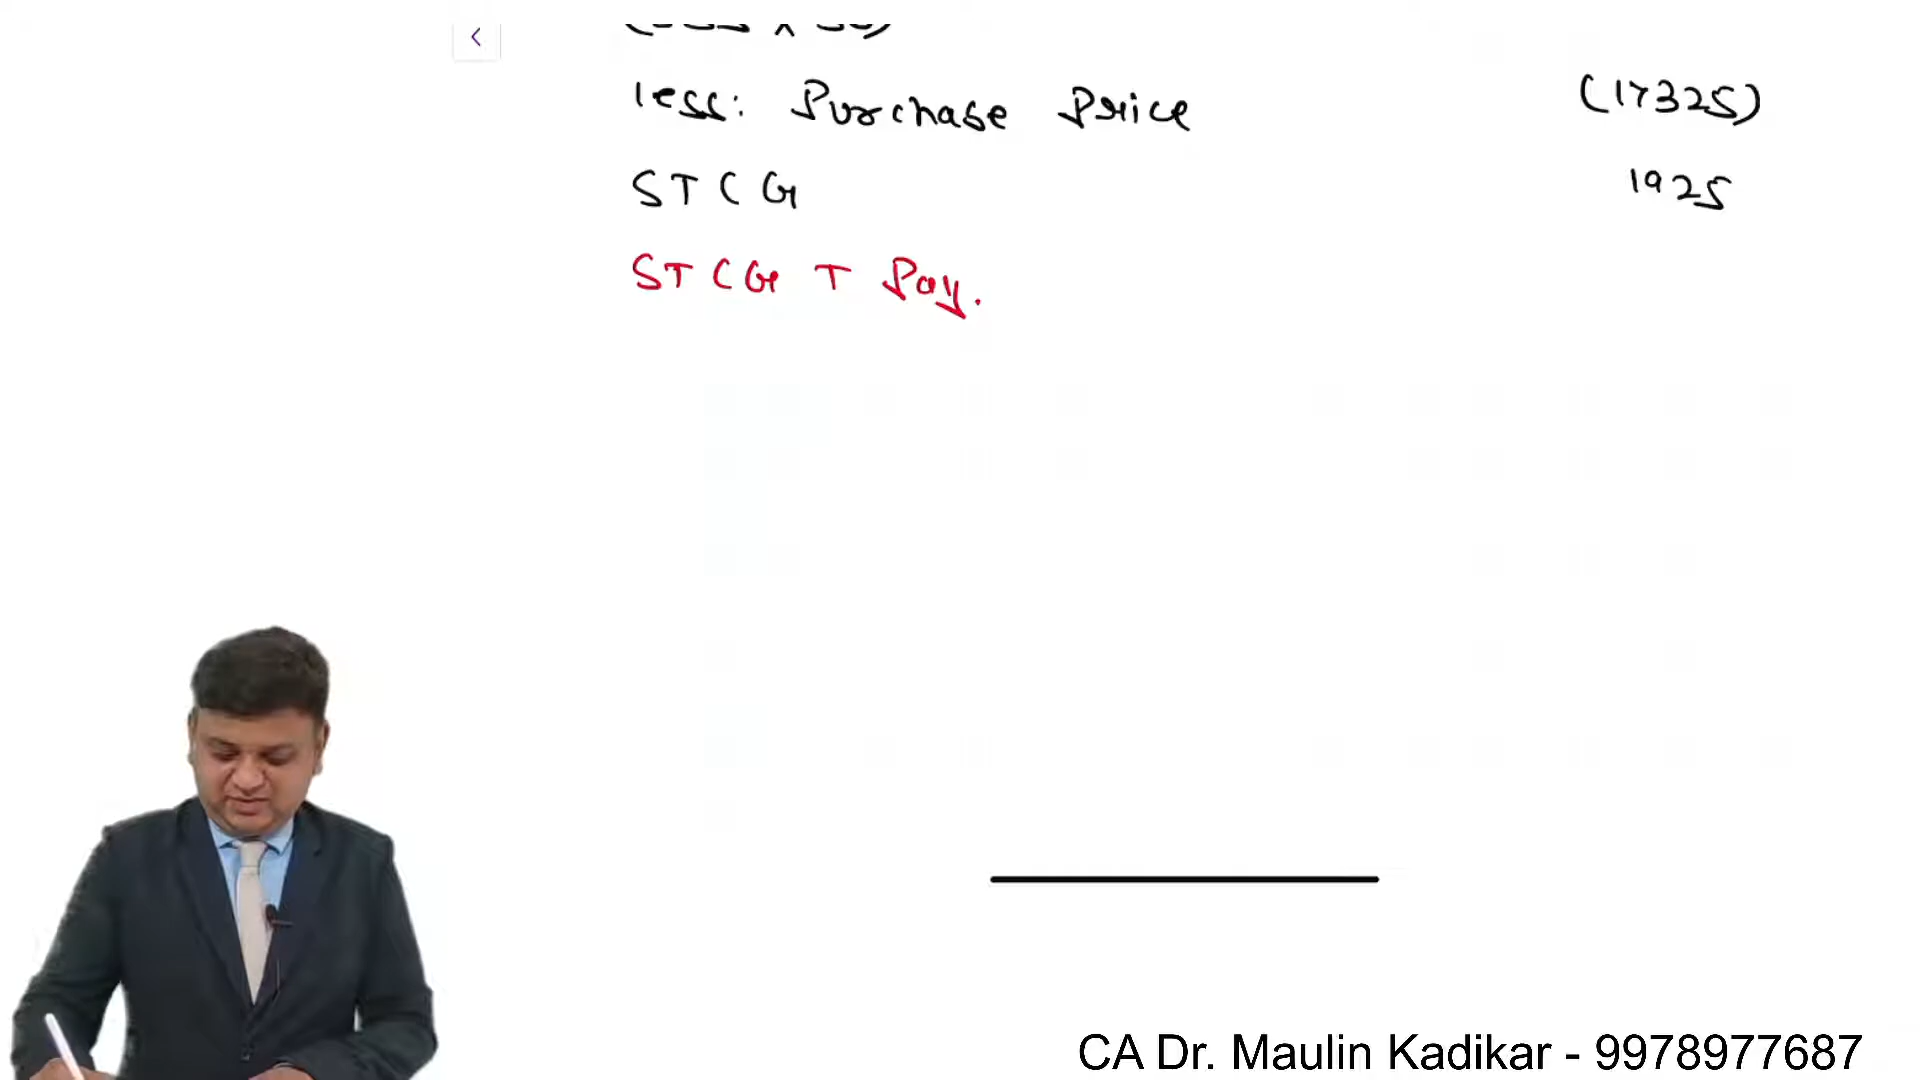 less: Purchase Price (17325)
STCG 1925
STCG T Pay.
CA Dr. Maulin Kadikar - 9978977687